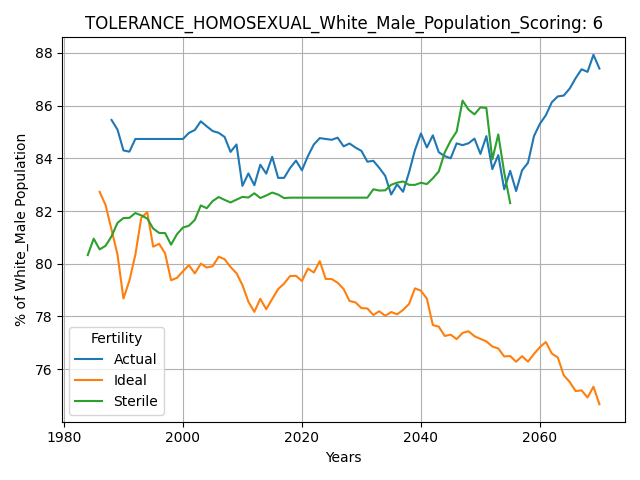 TOLERANCE_HOMOSEXUAL_White_Male_Population_Scoring: 6
88
86
84
82
80
78
76
% of White_Male Population
Fertility
Actual
Ideal
Sterile
1980 2000 2020 2040 2060
Years